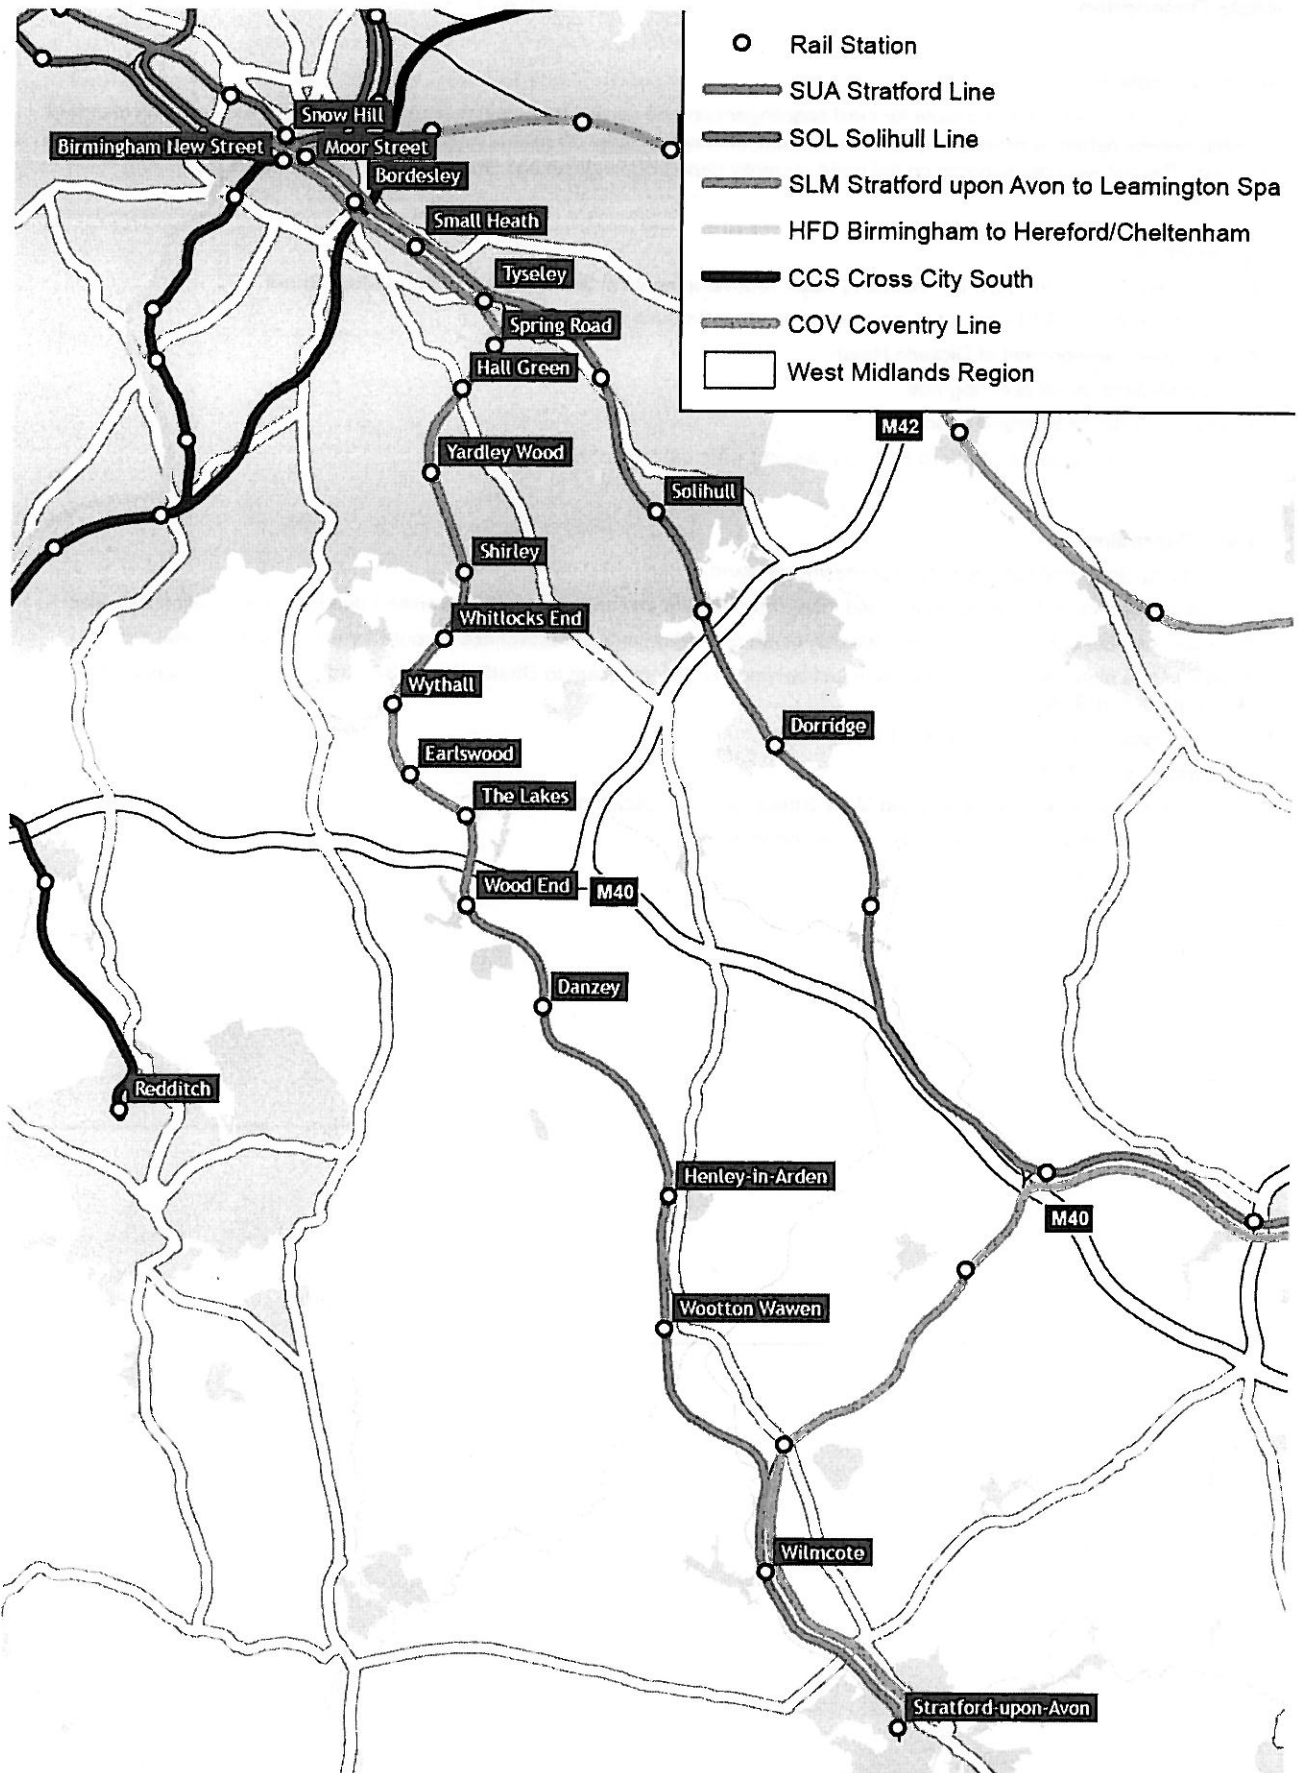 Rail Station
SUA Stratford Line
SOL Solihull Line
SLM Stratford upon Avon to Leamington Spa
HFD Birmingham to Hereford/Cheltenham
CCS Cross City South
COV Coventry Line
West Midlands Region
Snow Hill
Birmingham New Street
Moor Street
Bordesley
Small Heath
Tyseley
Spring Road
Hall Green
M42
Yardley Wood
Solihull
Shirley
Whitlocks End
Wythall
Dorridge
Earlswood
The Lakes
Wood End
M40
Danzey
Redditch
Henley-in-Arden
M40
Wootton Wawen
Wilmcote
Stratford-upon-Avon